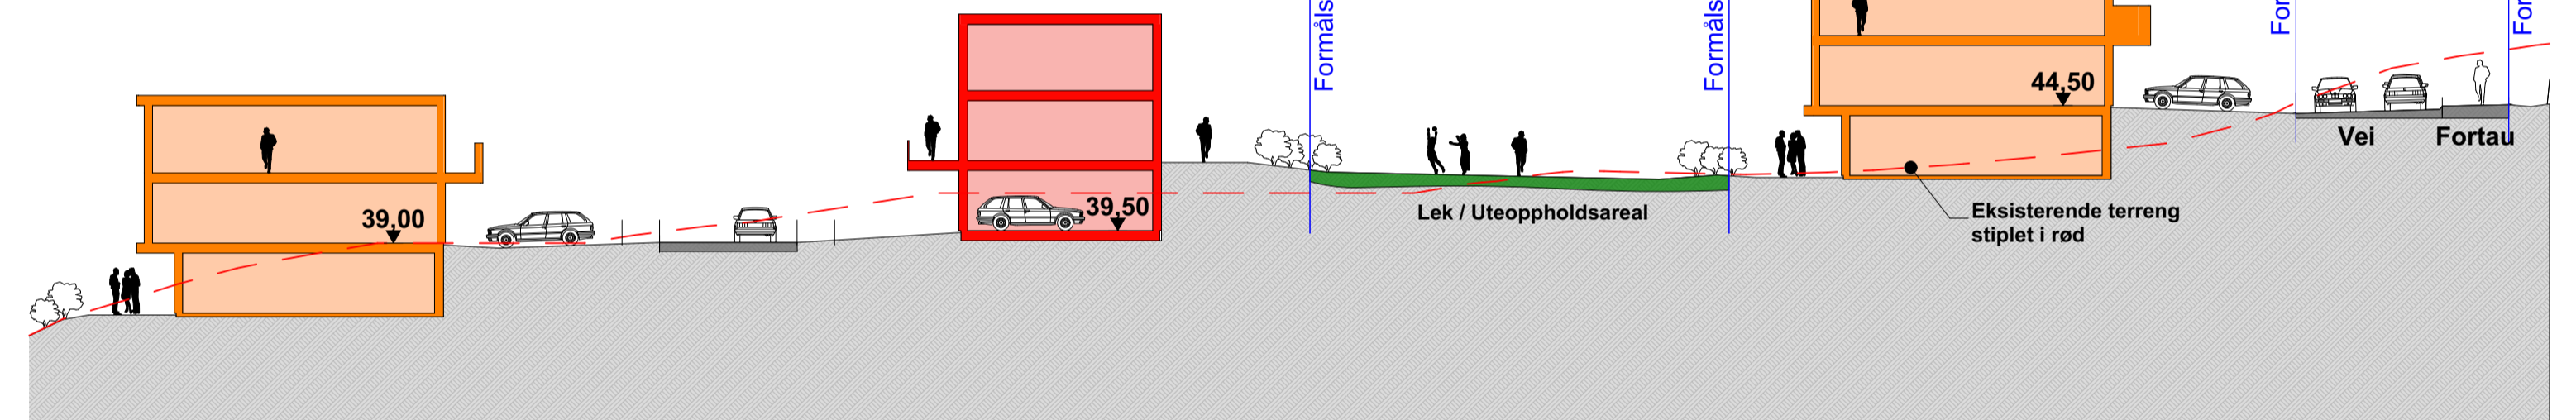 39,00
39,50
Formåls
Formåls
Lek / Uteoppholdsareal
44,50
Eksisterende terreng
stiplet i rød
For
For
Vei
Fortau